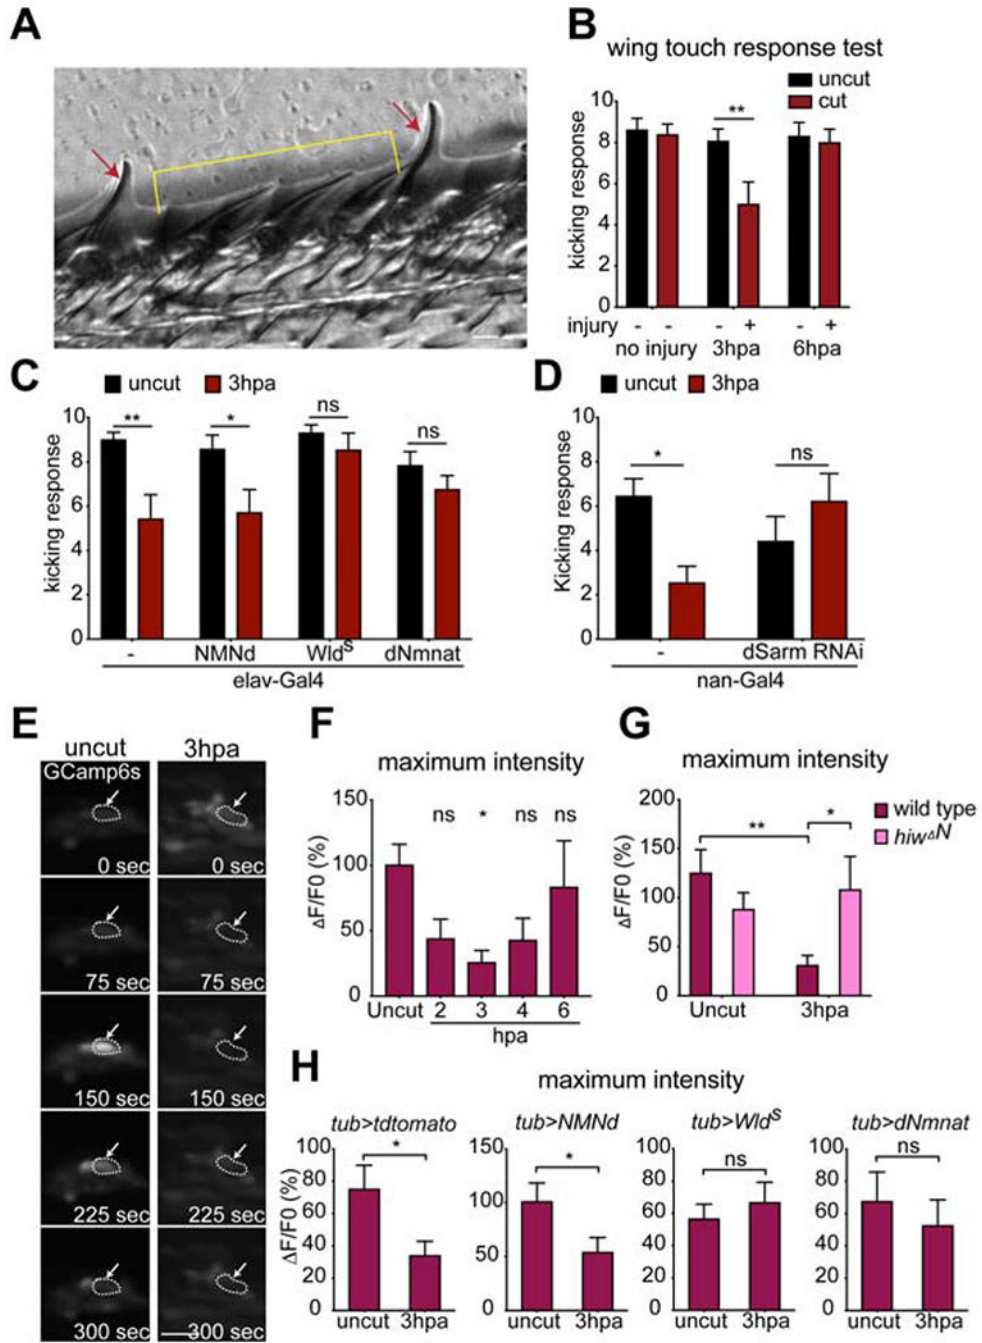 A
B
wing touch response test
uncut
cut
kicking response
10
8
6
4
2
0
**
injury - - - + - +
no injury 3hpa 6hpa
C
uncut 3hpa
kicking response
10
8
6
4
2
0
** * ns ns
- NMNd Wldˢ dNmnat
elav-Gal4
D
uncut 3hpa
Kicking response
10
8
6
4
2
0
* ns
- dSarm RNAi
nan-Gal4
E
uncut 3hpa
GCamp6s
0 sec 0 sec
75 sec 75 sec
150 sec 150 sec
225 sec 225 sec
300 sec 300 sec
F
maximum intensity
ΔF/F0 (%)
150
100
50
0
ns * ns ns
Uncut 2 3 4 6
hpa
G
maximum intensity
wild type
hiwᐞᴺ
ΔF/F0 (%)
200
150
100
50
0
** *
Uncut 3hpa
H
maximum intensity
tub>tdtomato tub>NMNd tub>Wldˢ tub>dNmnat
ΔF/F0 (%)
100
80
60
40
20
0
*
uncut 3hpa
150
100
50
0
*
uncut 3hpa
100
80
60
40
20
0
ns
uncut 3hpa
100
80
60
40
20
0
ns
uncut 3hpa